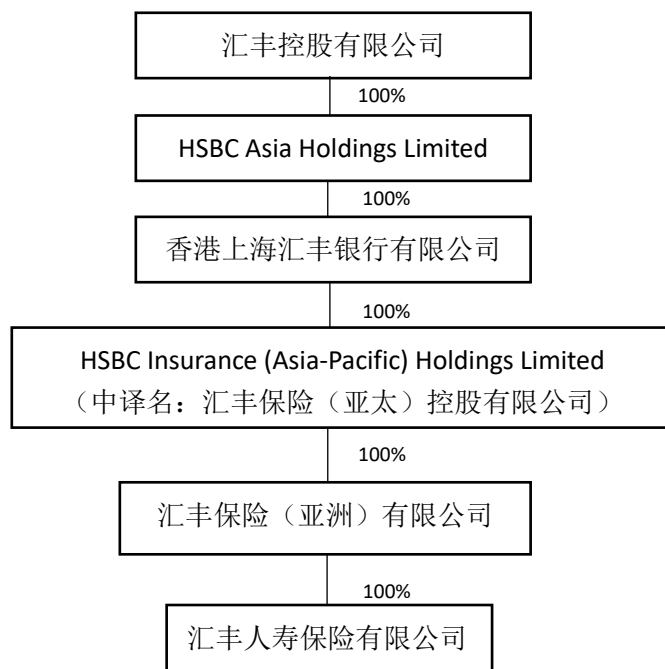 汇丰控股有限公司
100%
HSBC Asia Holdings Limited
100%
香港上海汇丰银行有限公司
100%
HSBC Insurance (Asia-Pacific) Holdings Limited
（中译名：汇丰保险（亚太）控股有限公司）
100%
汇丰保险（亚洲）有限公司
100%
汇丰人寿保险有限公司